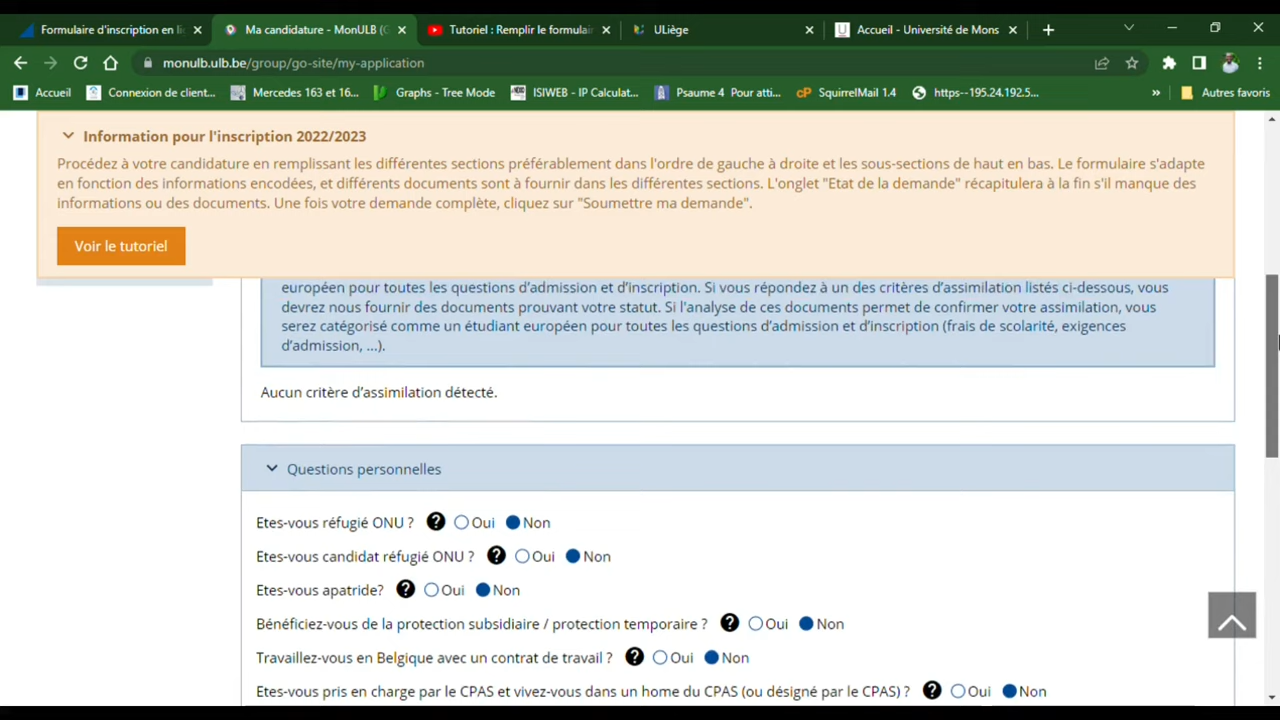 Formulaire d'inscription en li
Ma candidature - MonULB (G
Tutoriel : Remplir le formulair
ULiège
Accueil - Université de Mons
monulb.ulb.be/group/go-site/my-application
Accueil
Connexion de client...
Mercedes 163 et 16...
Graphs - Tree Mode
ISIWEB - IP Calculat...
Psaume 4 Pour atti...
SquirrelMail 1.4
https--195.24.192.5...
»
Autres favoris
Information pour l'inscription 2022/2023
Procédez à votre candidature en remplissant les différentes sections préférablement dans l'ordre de gauche à droite et les sous-sections de haut en bas. Le formulaire s'adapte
en fonction des informations encodées, et différents documents sont à fournir dans les différentes sections. L'onglet "Etat de la demande" récapitulera à la fin s'il manque des
informations ou des documents. Une fois votre demande complète, cliquez sur "Soumettre ma demande".
Voir le tutoriel
européen pour toutes les questions d’admission et d’inscription. Si vous répondez à un des critères d’assimilation listés ci-dessous, vous
devrez nous fournir des documents prouvant votre statut. Si l'analyse de ces documents permet de confirmer votre assimilation, vous
serez catégorisé comme un étudiant européen pour toutes les questions d’admission et d’inscription (frais de scolarité, exigences
d’admission, ...).
Aucun critère d’assimilation détecté.
Questions personnelles
Etes-vous réfugié ONU ? ? Oui Non
Etes-vous candidat réfugié ONU ? ? Oui Non
Etes-vous apatride? ? Oui Non
Bénéficiez-vous de la protection subsidiaire / protection temporaire ? ? Oui Non
Travaillez-vous en Belgique avec un contrat de travail ? ? Oui Non
Etes-vous pris en charge par le CPAS et vivez-vous dans un home du CPAS (ou désigné par le CPAS) ? ? Oui Non